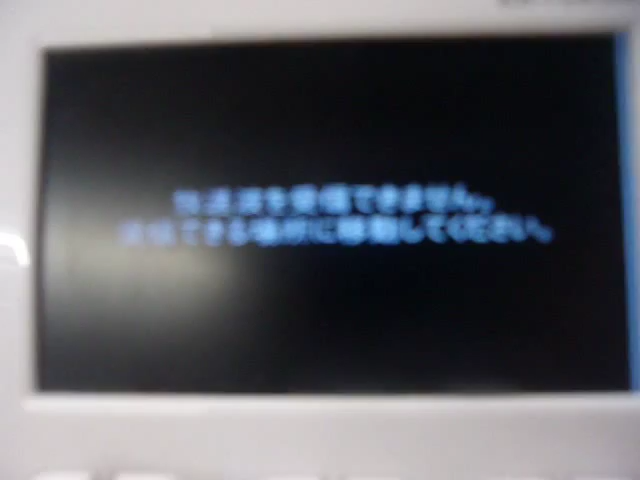 放送波を受信できません。
受信できる場所に移動してください。